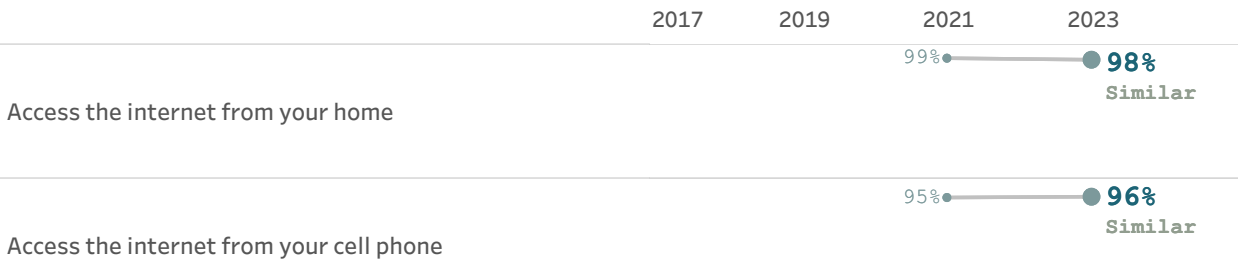 2017 2019 2021 2023
99% 98%
Similar
Access the internet from your home
95% 96%
Similar
Access the internet from your cell phone